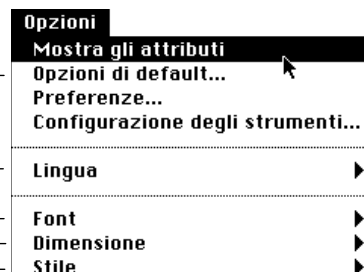 Opzioni
Mostra gli attributi
Opzioni di default...
Preferenze...
Configurazione degli strumenti...
Lingua
Font
Dimensione
Stile